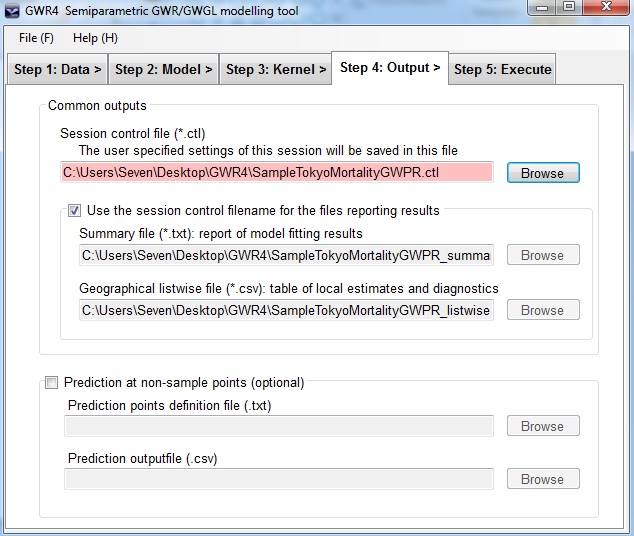 GWR4 Semiparametric GWR/GWGL modelling tool
File (F) Help (H)
Step 1: Data > Step 2: Model > Step 3: Kernel > Step 4: Output > Step 5: Execute
Common outputs
Session control file (*.ctl)
The user specified settings of this session will be saved in this file
C:\Users\Seven\Desktop\GWR4\SampleTokyoMortalityGWPR.ctl Browse
Use the session control filename for the files reporting results
Summary file (*.txt): report of model fitting results
C:\Users\Seven\Desktop\GWR4\SampleTokyoMortalityGWPR_summa Browse
Geographical listwise file (*.csv): table of local estimates and diagnostics
C:\Users\Seven\Desktop\GWR4\SampleTokyoMortalityGWPR_listwise Browse
Prediction at non-sample points (optional)
Prediction points definition file (.txt)
Browse
Prediction outputfile (.csv)
Browse